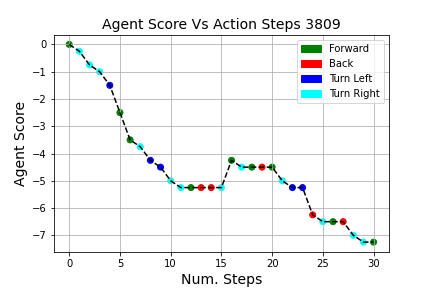 Agent Score Vs Action Steps 3809
Forward
Back
Turn Left
Turn Right
Agent Score
0
−1
−2
−3
−4
−5
−6
−7
0 5 10 15 20 25 30
Num. Steps